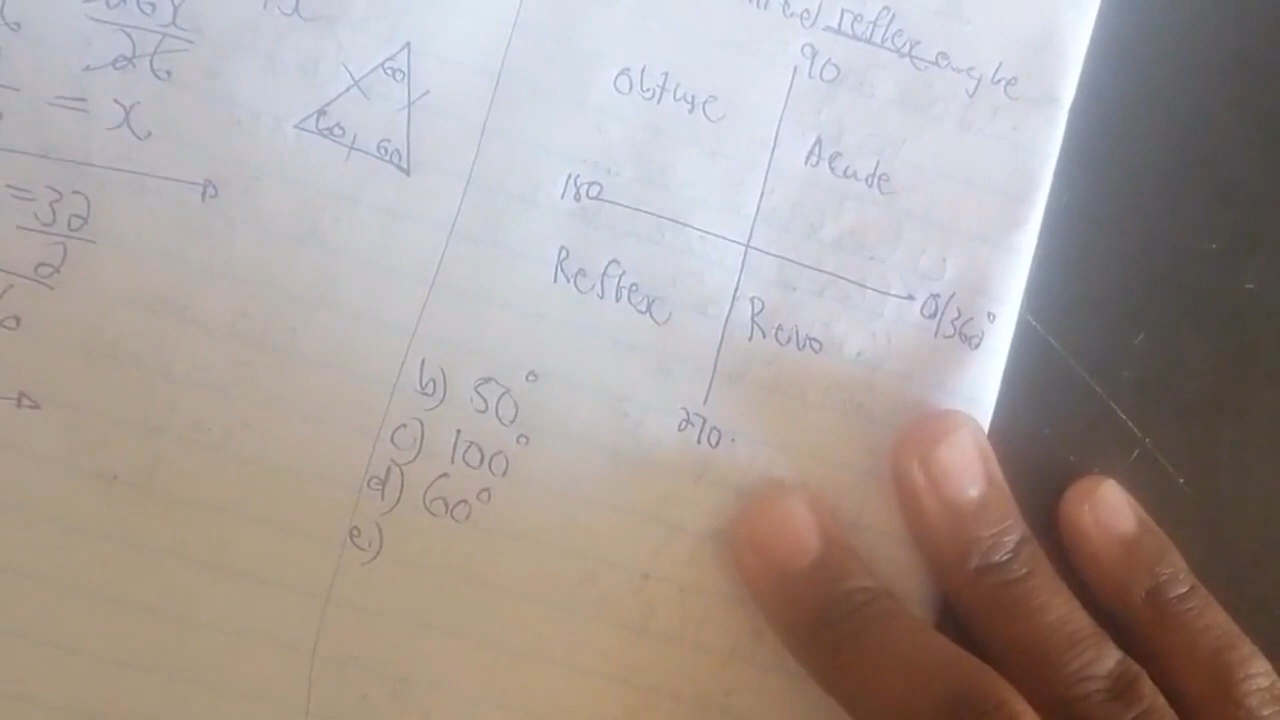 26
= x
=32
2
60
60
60
reflex angle
90
Obtuse
Acute
180
Reflex
Revo
0/360°
270
b) 50°
c) 100°
d) 60°
e)